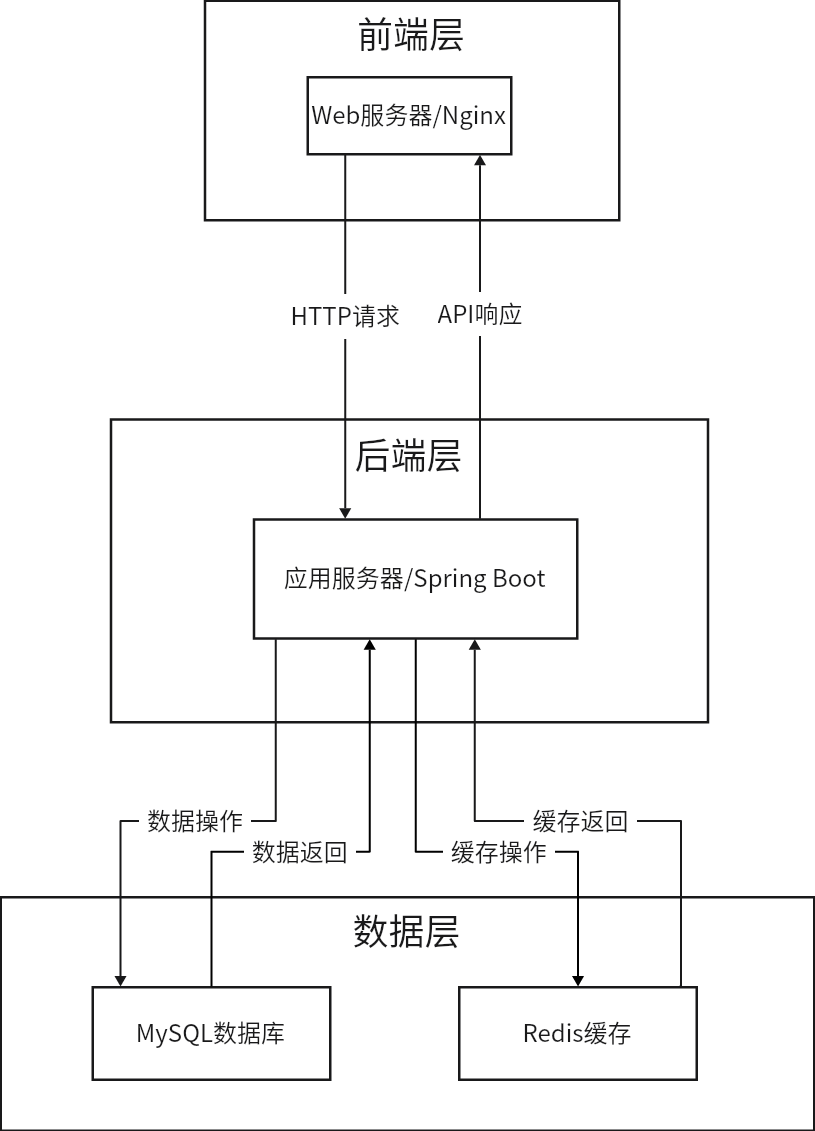 前端层
Web服务器/Nginx
HTTP请求
API响应
后端层
应用服务器/Spring Boot
数据操作
缓存返回
数据返回
缓存操作
数据层
MySQL数据库
Redis缓存